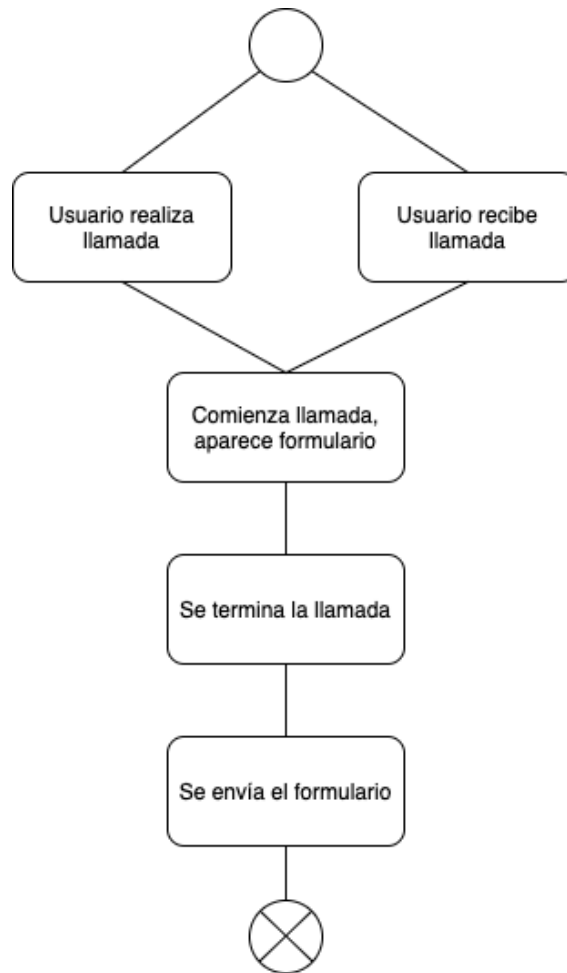 Usuario realiza
llamada
Usuario recibe
llamada
Comienza llamada,
aparece formulario
Se termina la llamada
Se envía el formulario